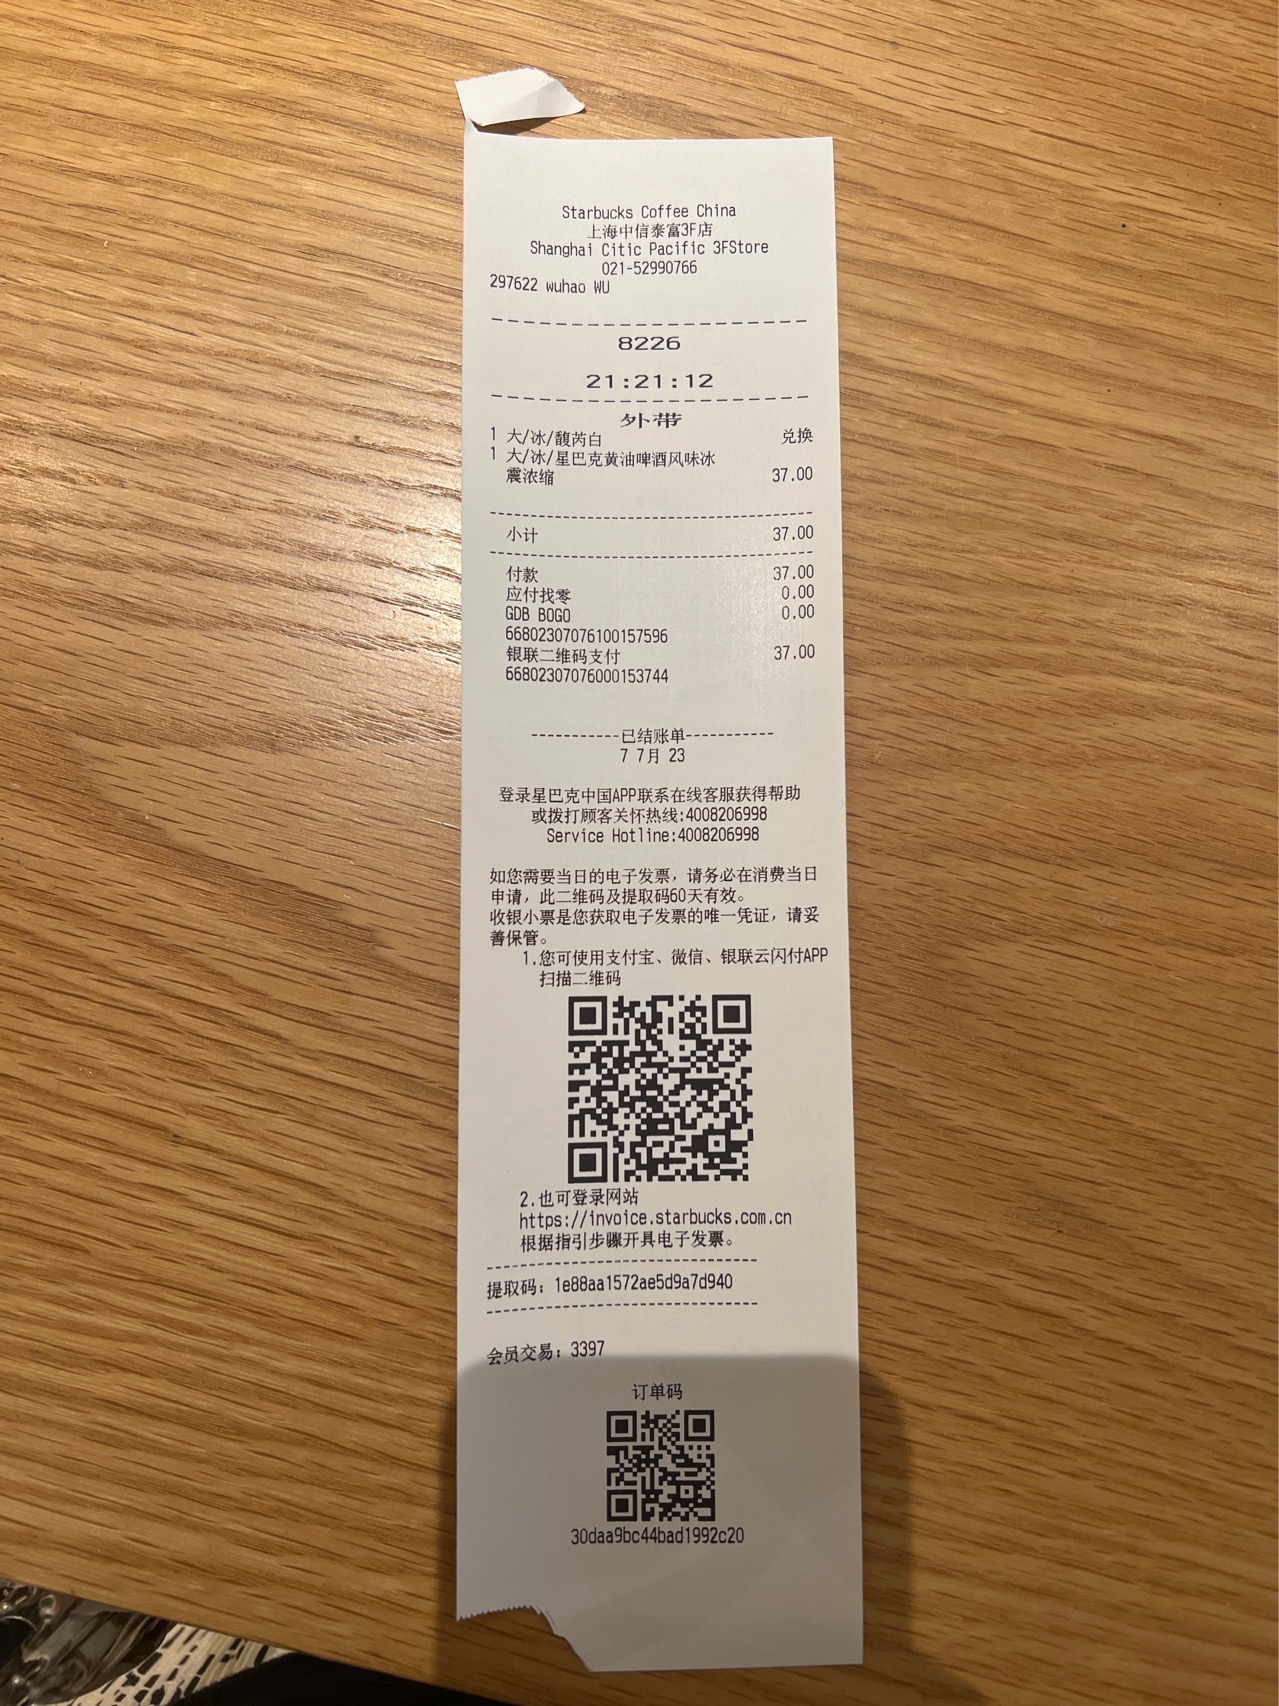 Starbucks Coffee China
上海中信泰富3F店
Shanghai Citic Pacific 3FStore
021-52990766
297622 wuhao WU
8226
21:21:12
外带
1 大/冰/馥芮白 兑换
1 大/冰/星巴克黄油啤酒风味冰
震浓缩 37.00
小计 37.00
付款 37.00
应付找零 0.00
GDB BOGO 0.00
66802307076100157596
银联二维码支付 37.00
66802307076000153744
-----------已结账单-----------
7 7月 23
登录星巴克中国APP联系在线客服获得帮助
或拨打顾客关怀热线:4008206998
Service Hotline:4008206998
如您需要当日的电子发票，请务必在消费当日
申请，此二维码及提取码60天有效。
收银小票是您获取电子发票的唯一凭证，请妥
善保管。
1.您可使用支付宝、微信、银联云闪付APP
扫描二维码
2.也可登录网站
https://invoice.starbucks.com.cn
根据指引步骤开具电子发票。
提取码：1e88aa1572ae5d9a7d940
会员交易：3397
订单码
30daa9bc44bad1992c20